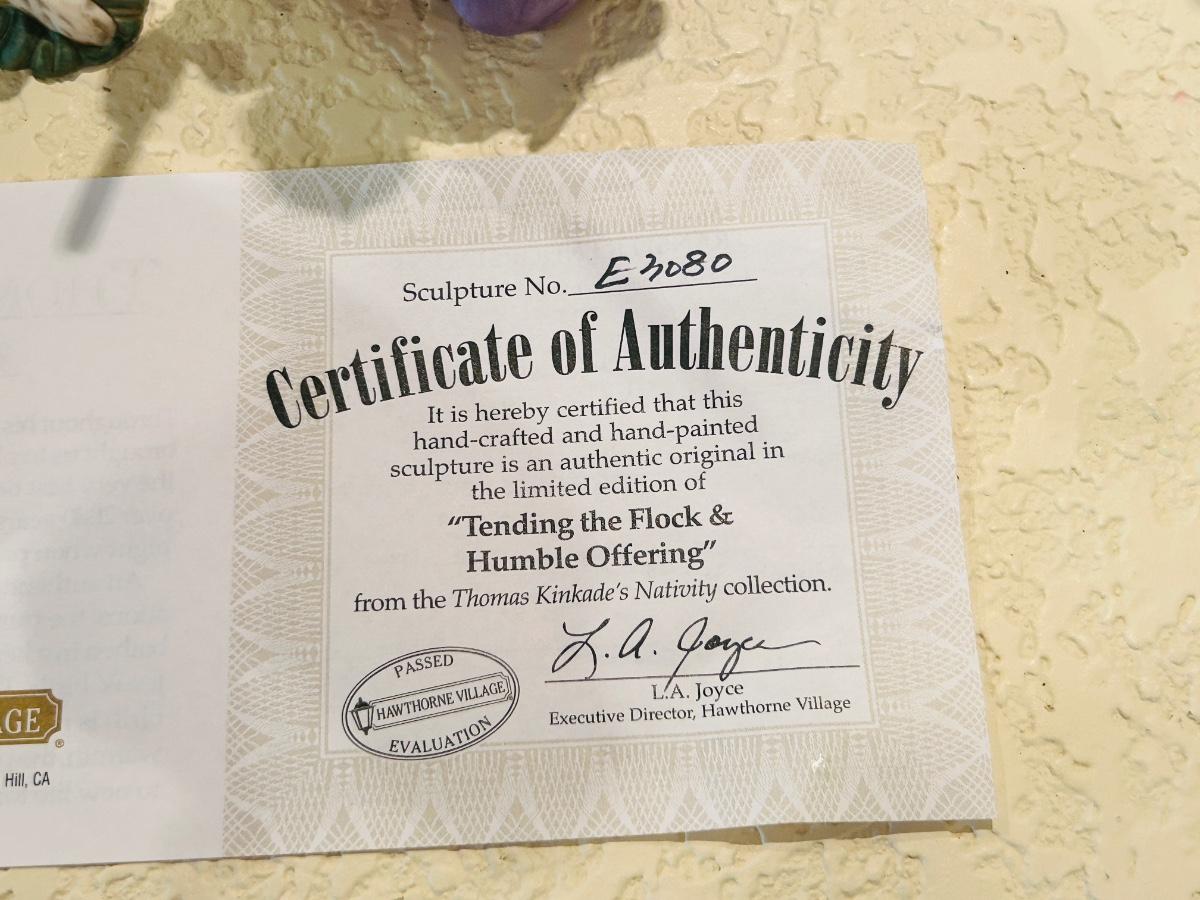 Sculpture No. E3080
Certificate of Authenticity
It is hereby certified that this
hand-crafted and hand-painted
sculpture is an authentic original in
the limited edition of
"Tending the Flock &
Humble Offering"
from the Thomas Kinkade's Nativity collection.
L. A. Joyce
L.A. Joyce
Executive Director, Hawthorne Village
PASSED
HAWTHORNE VILLAGE
EVALUATION
AGE
®
Hill, CA